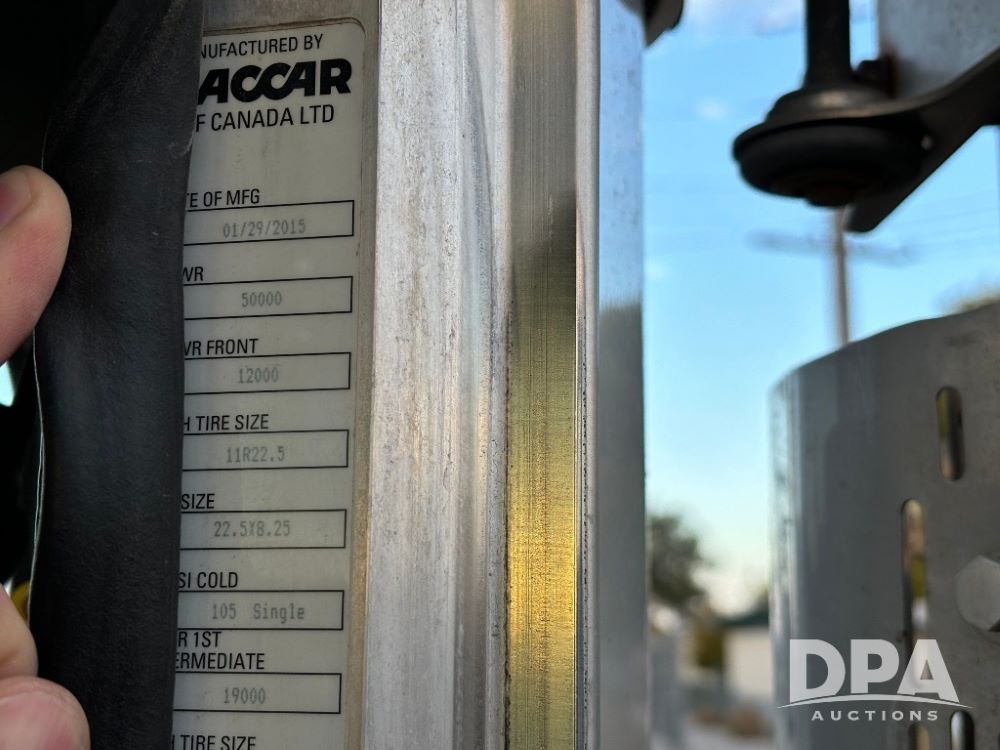 NUFACTURED BY
ACCAR
F CANADA LTD
TE OF MFG
01/29/2015
WR
50000
VR FRONT
12000
H TIRE SIZE
11R22.5
SIZE
22.5X8.25
SI COLD
105 Single
R 1ST
ERMEDIATE
19000
H TIRE SIZE
DPA
AUCTIONS